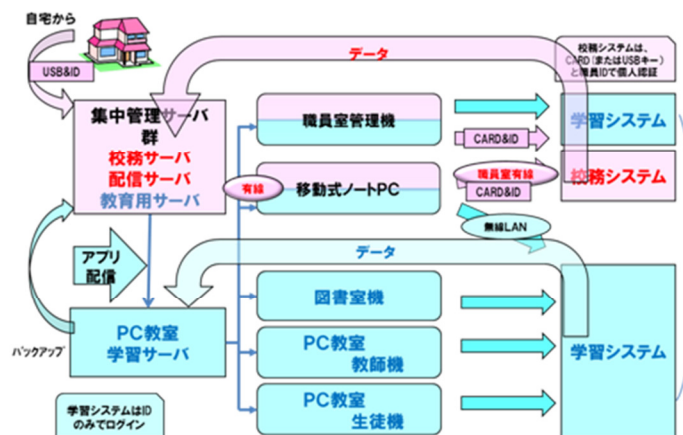 自宅から
USB&ID
データ
校務システムは、
CARD(またはUSBキー)
と職員IDで個人認証
集中管理サーバ
群
校務サーバ
配信サーバ
教育用サーバ
職員室管理機
CARD&ID
学習システム
有線
移動式ノートPC
職員室有線
CARD&ID
校務システム
無線LAN
アプリ
配信
データ
図書室機
PC教室
学習サーバ
PC教室
教師機
学習システム
バックアップ
PC教室
生徒機
学習システムはID
のみでログイン